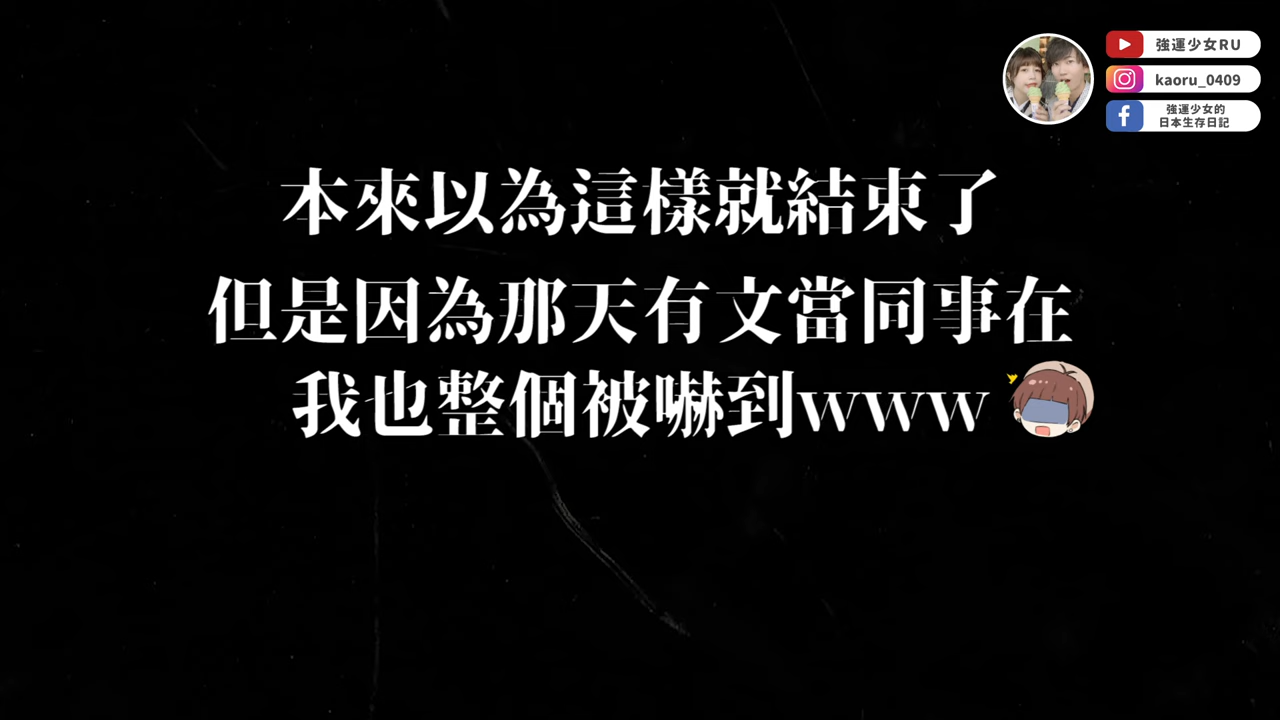 強運少女RU
kaoru_0409
強運少女的
日本生存日記
本來以為這樣就結束了
但是因為那天有文當同事在
我也整個被嚇到www